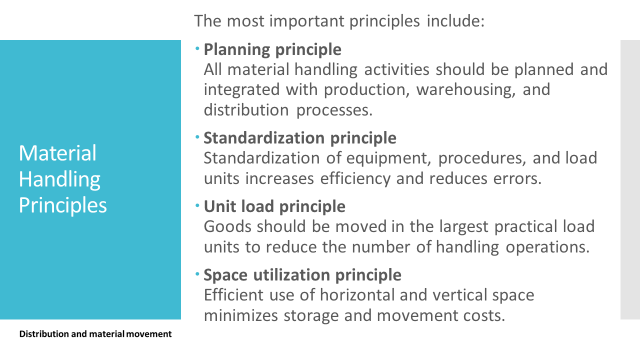 Material
Handling
Principles
The most important principles include:
• Planning principle
All material handling activities should be planned and
integrated with production, warehousing, and
distribution processes.
• Standardization principle
Standardization of equipment, procedures, and load
units increases efficiency and reduces errors.
• Unit load principle
Goods should be moved in the largest practical load
units to reduce the number of handling operations.
• Space utilization principle
Efficient use of horizontal and vertical space
minimizes storage and movement costs.
Distribution and material movement